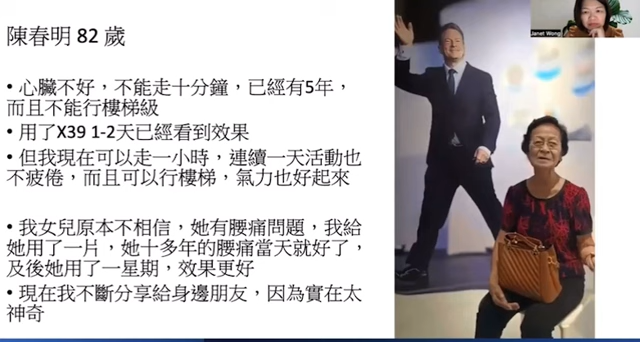 陳春明 82 歲
Janet Wong
• 心臟不好，不能走十分鐘，已經有5年，
而且不能行樓梯級
• 用了X39 1-2天已經看到效果
• 但我現在可以走一小時，連續一天活動也
不疲倦，而且可以行樓梯，氣力也好起來
• 我女兒原本不相信，她有腰痛問題，我給
她用了一片，她十多年的腰痛當天就好了，
及後她用了一星期，效果更好
• 現在我不斷分享給身邊朋友，因為實在太
神奇